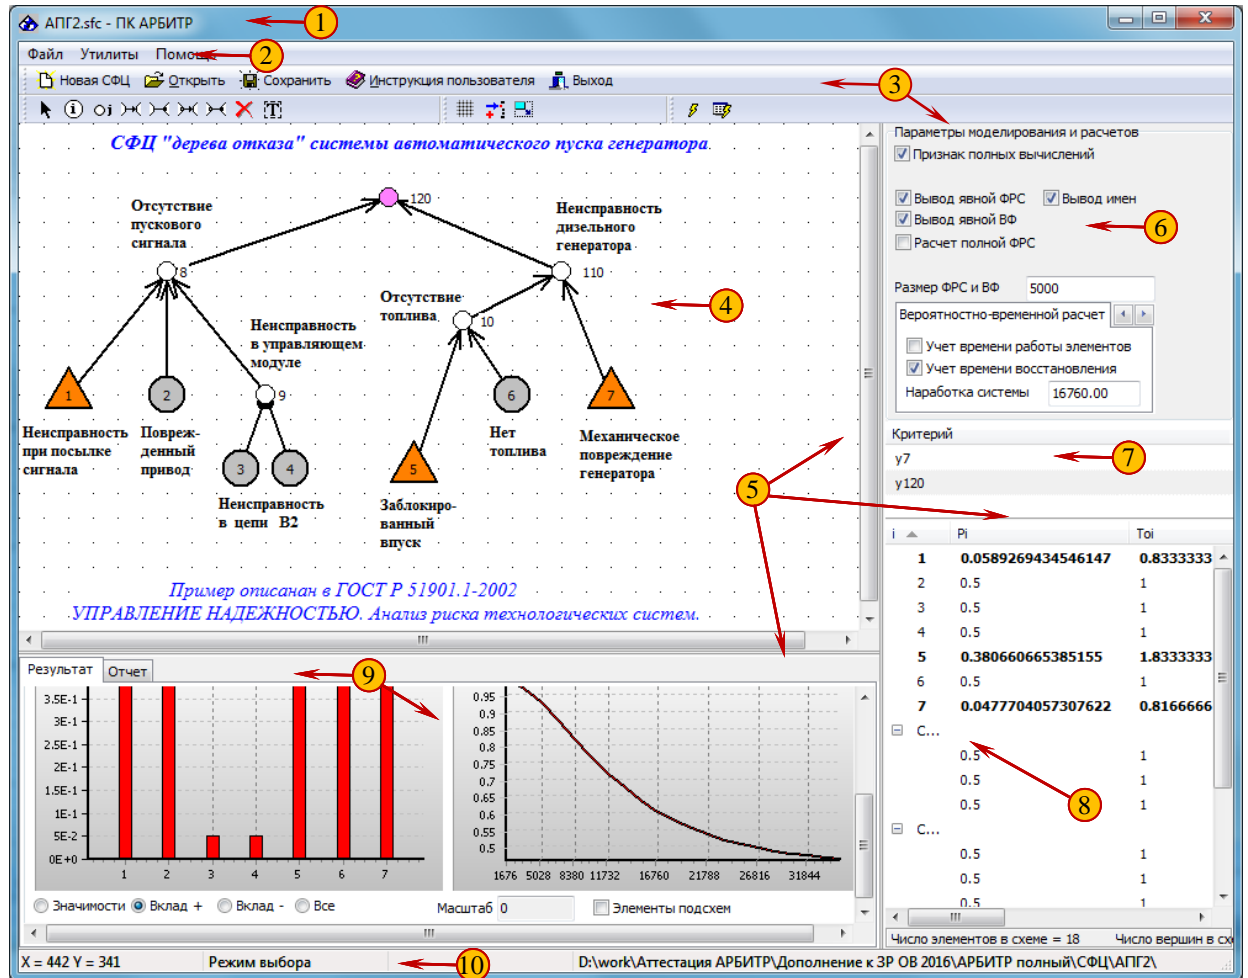 АПГ2.sfc - ПК АРБИТР
1
Файл Утилиты Помощь
2
Новая СФЦ Открыть Сохранить Инструкция пользователя Выход
3
СФЦ "дерева отказа" системы автоматического пуска генератора.
120
Отсутствие
пускового
сигнала
8
Неисправность
дизельного
генератора
110
Отсутствие
топлива
10
4
Неисправность
в управляющем
модуле
9
1
2
6
7
Неисправность
при посылке
сигнала
Повреж-
денный
привод
3
4
Неисправность
в цепи В2
5
Заблокиро-
ванный
впуск
Нет
топлива
Механическое
повреждение
генератора
5
Пример описанан в ГОСТ Р 51901.1-2002
УПРАВЛЕНИЕ НАДЕЖНОСТЬЮ. Анализ риска технологических систем.
Параметры моделирования и расчетов
Признак полных вычислений
Вывод явной ФРС Вывод имен
Вывод явной ВФ
Расчет полной ФРС
6
Размер ФРС и ВФ 5000
Вероятностно-временной расчет
Учет времени работы элементов
Учет времени восстановления
Наработка системы 16760.00
Критерий
y7
7
y120
i Pi Toi
1 0.0589269434546147 0.8333333
2 0.5 1
3 0.5 1
4 0.5 1
5 0.380660665385155 1.8333333
6 0.5 1
7 0.0477704057307622 0.8166666
С...
0.5 1
0.5 1
0.5 1
8
С...
0.5 1
0.5 1
0.5 1
Число элементов в схеме = 18 Число вершин в сх
Результат Отчет
9
3.5E-1
3E-1
2.5E-1
2E-1
1.5E-1
1E-1
5E-2
0E+0
1 2 3 4 5 6 7
0.95
0.9
0.85
0.8
0.75
0.7
0.65
0.6
0.55
0.5
1676 5028 8380 11732 16760 21788 26816 31844
Значимости Вклад + Вклад - Все
Масштаб 0 Элементы подсхем
X = 442 Y = 341 Режим выбора
10
D:\work\Аттестация АРБИТР\Дополнение к ЗР ОВ 2016\АРБИТР полный\СФЦ\АПГ2\